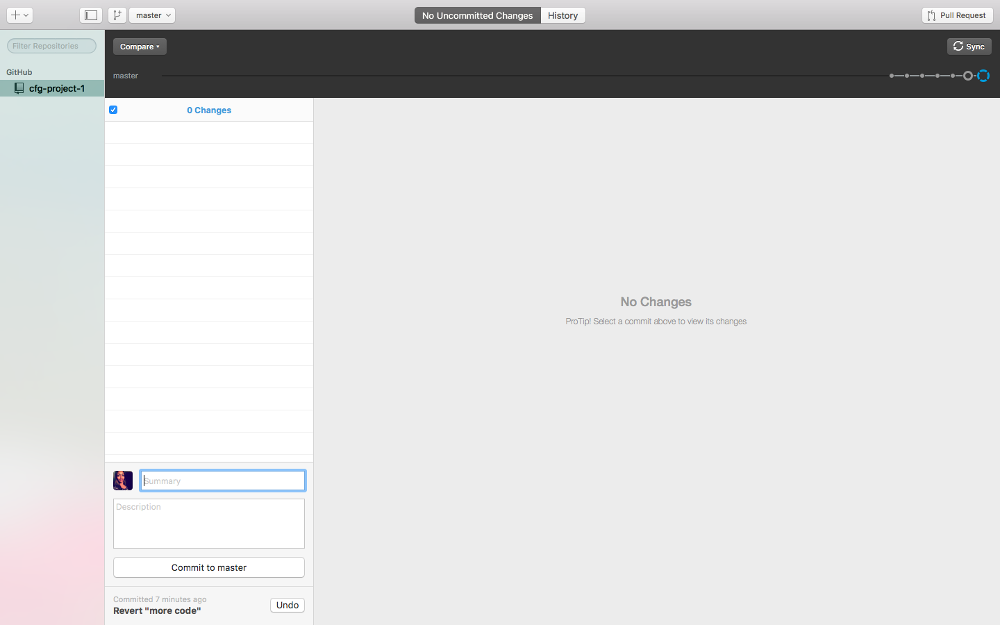 master
No Uncommitted Changes
History
Pull Request
Filter Repositories
GitHub
cfg-project-1
Compare
Sync
master
0 Changes
No Changes
ProTip! Select a commit above to view its changes
Summary
Description
Commit to master
Committed 7 minutes ago
Revert "more code"
Undo